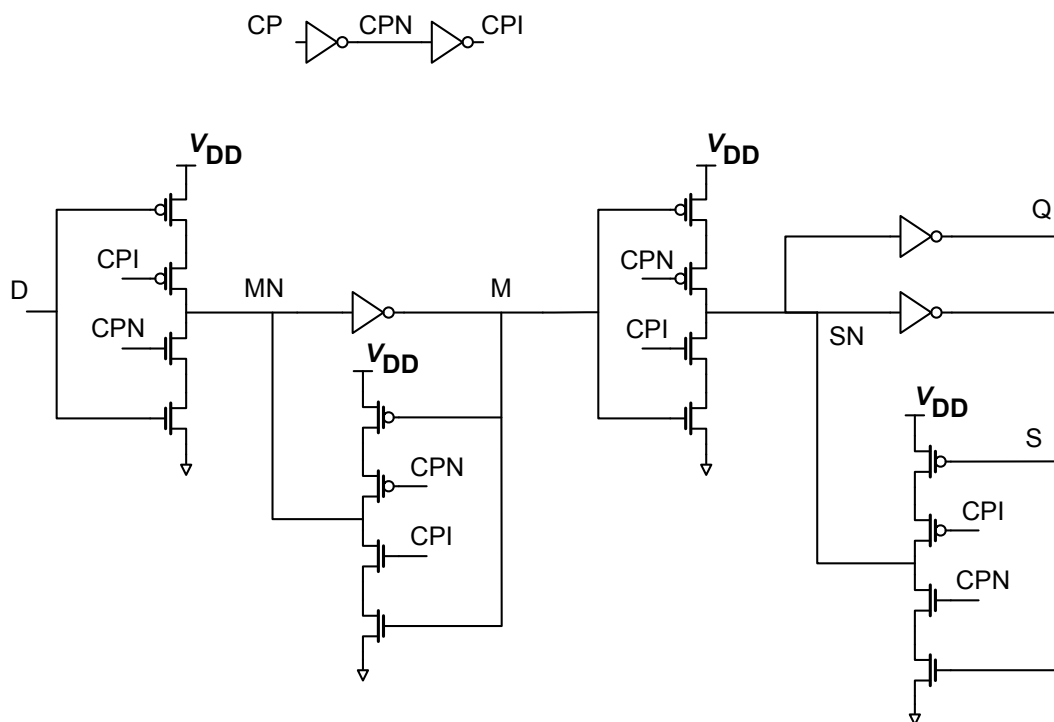 CP CPN CPI
VDD VDD
Q
CPI CPN
D MN M
CPN CPI
SN
VDD
VDD
CPN S
CPI CPI
CPN